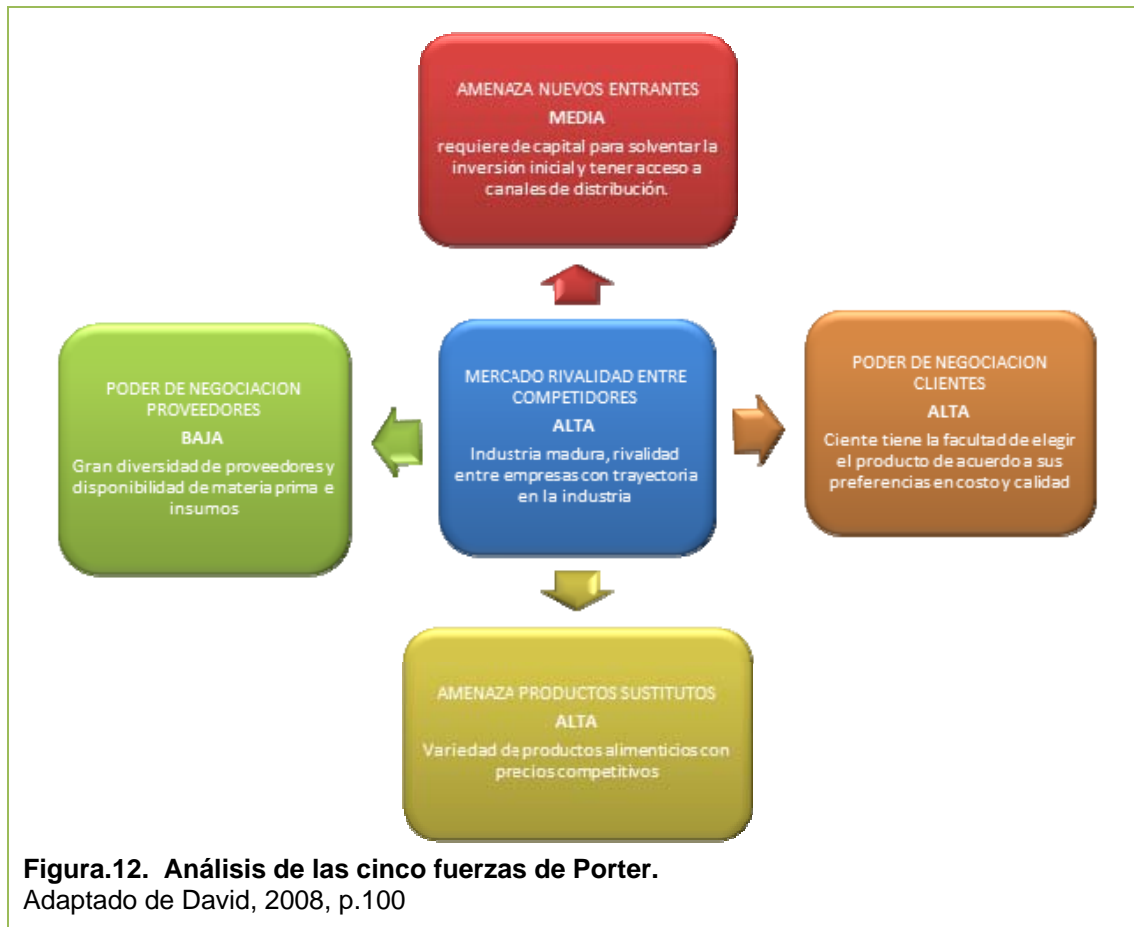 AMENAZA NUEVOS ENTRANTES
MEDIA
requiere de capital para solventar la
inversión inicial y tener acceso a
canales de distribución.
PODER DE NEGOCIACION
PROVEEDORES
BAJA
Gran diversidad de proveedores y
disponibilidad de materia prima e
insumos
MERCADO RIVALIDAD ENTRE
COMPETIDORES
ALTA
Industria madura, rivalidad
entre empresas con trayectoria
en la industria
PODER DE NEGOCIACION
CLIENTES
ALTA
Ciente tiene la facultad de elegir
el producto de acuerdo a sus
preferencias en costo y calidad
AMENAZA PRODUCTOS SUSTITUTOS
ALTA
Variedad de productos alimenticios con
precios competitivos
Figura.12. Análisis de las cinco fuerzas de Porter.
Adaptado de David, 2008, p.100